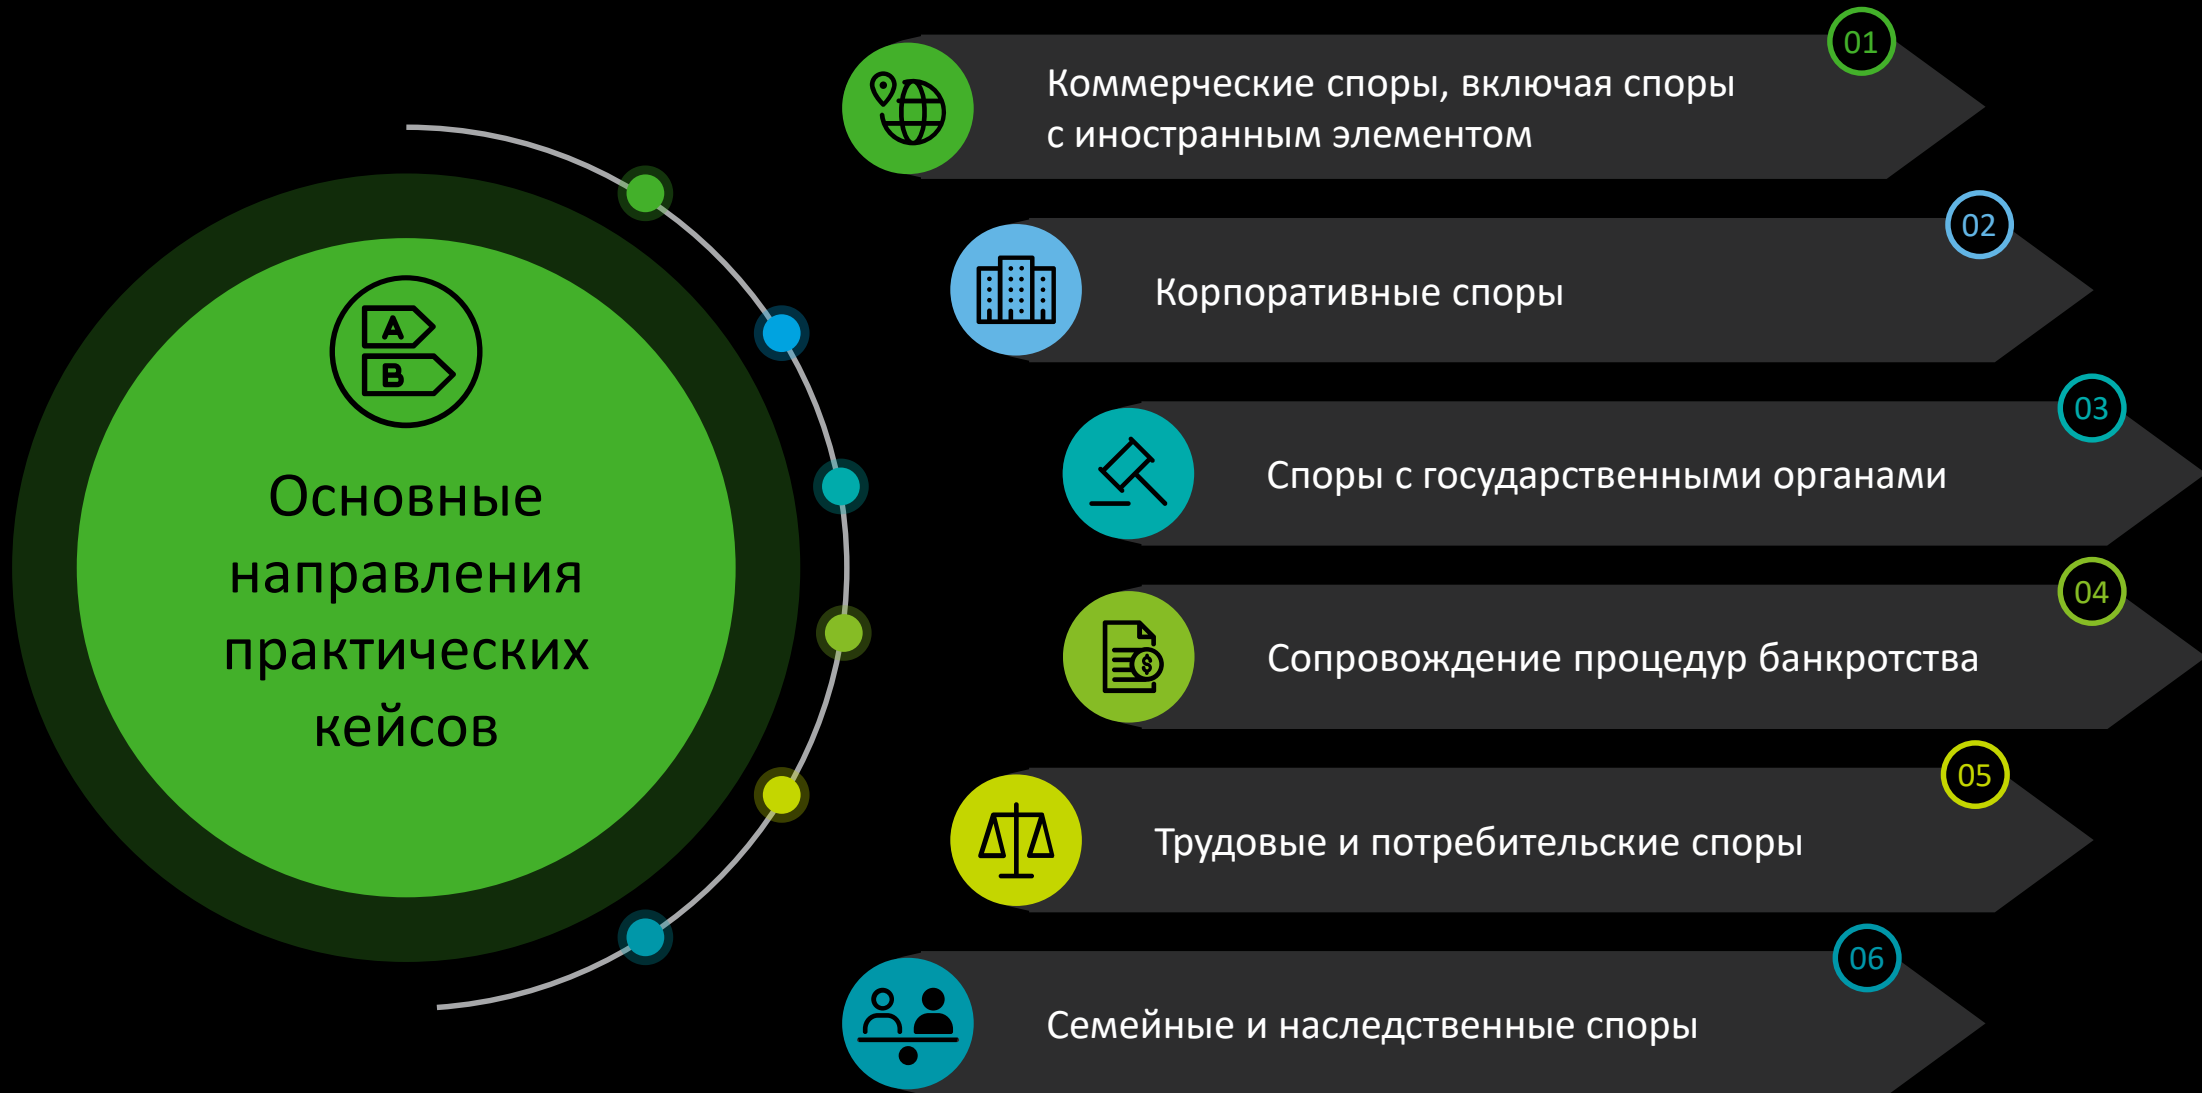 A
B
Основные
направления
практических
кейсов
01
Коммерческие споры, включая споры
с иностранным элементом
02
Корпоративные споры
03
Споры с государственными органами
04
$
Сопровождение процедур банкротства
05
Трудовые и потребительские споры
06
Семейные и наследственные споры